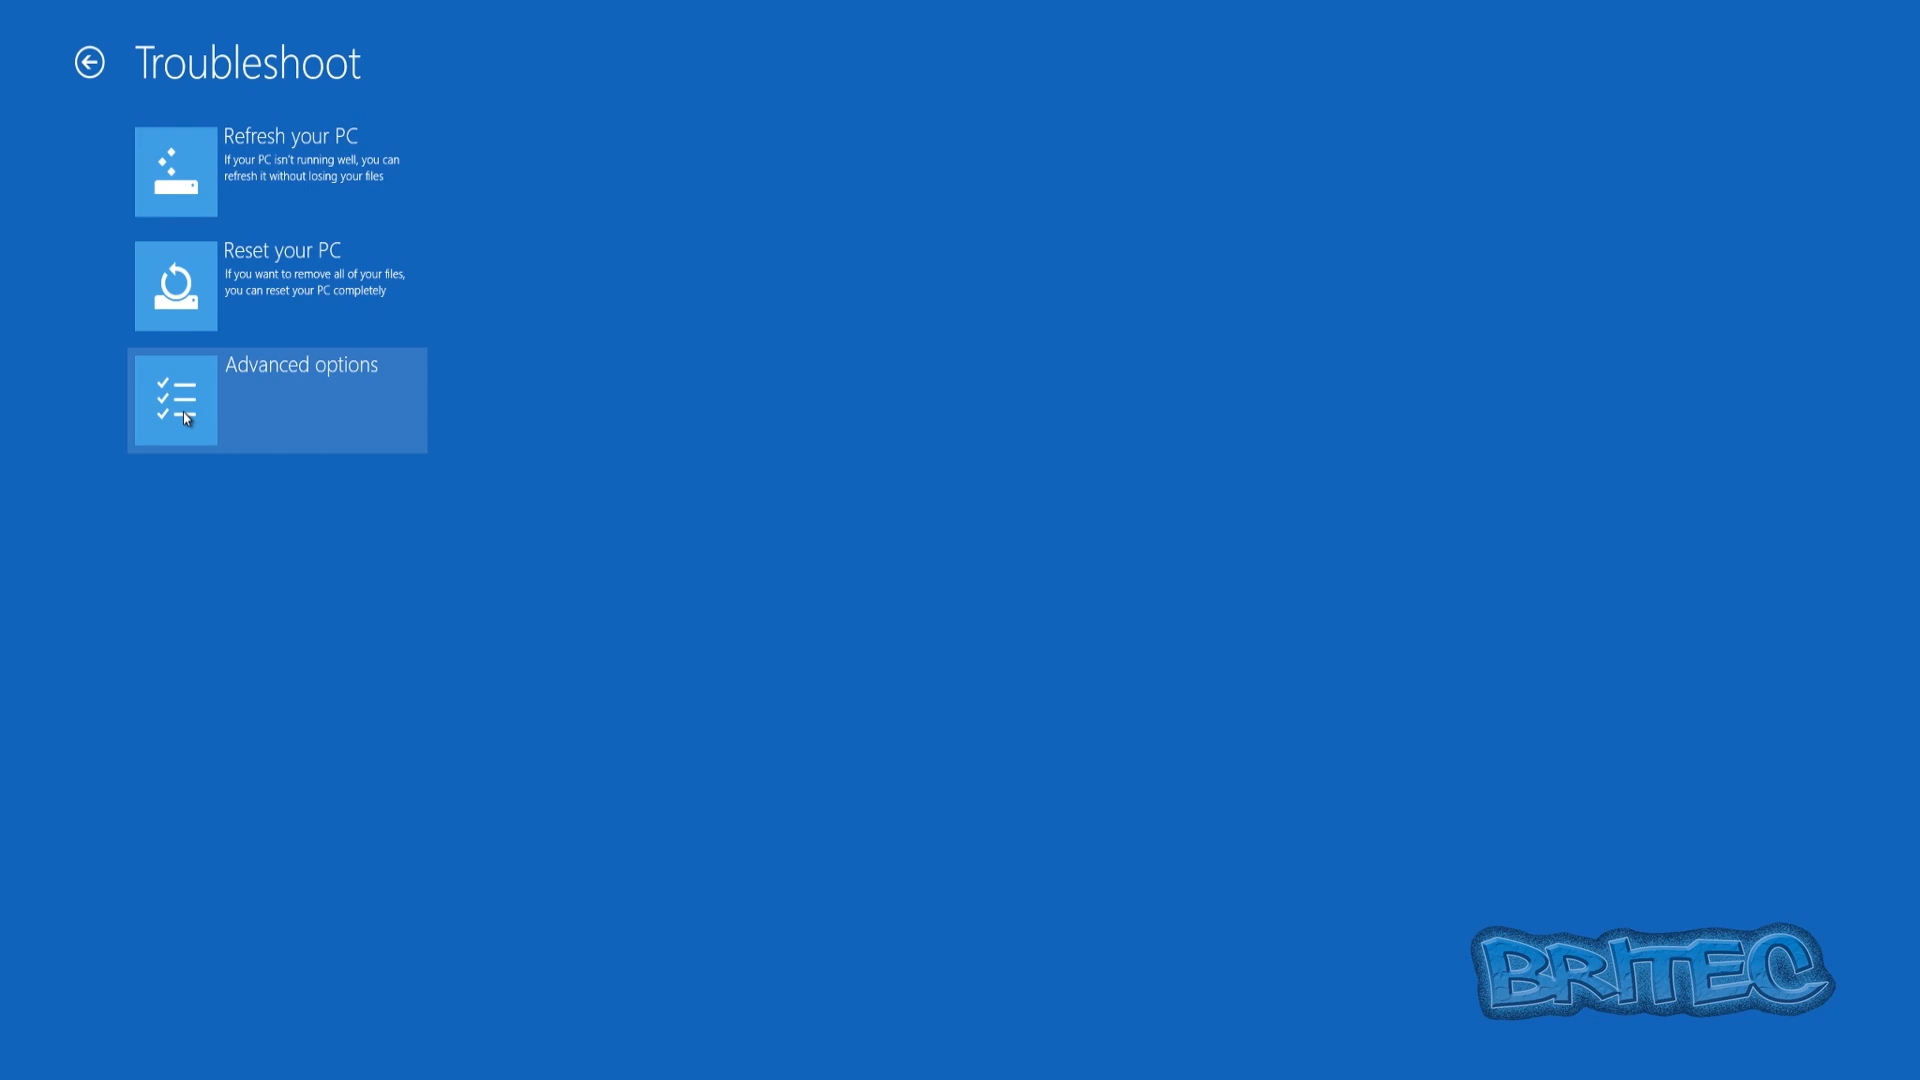 Troubleshoot
Refresh your PC
If your PC isn't running well, you can
refresh it without losing your files
Reset your PC
If you want to remove all of your files,
you can reset your PC completely
Advanced options
BRITEC